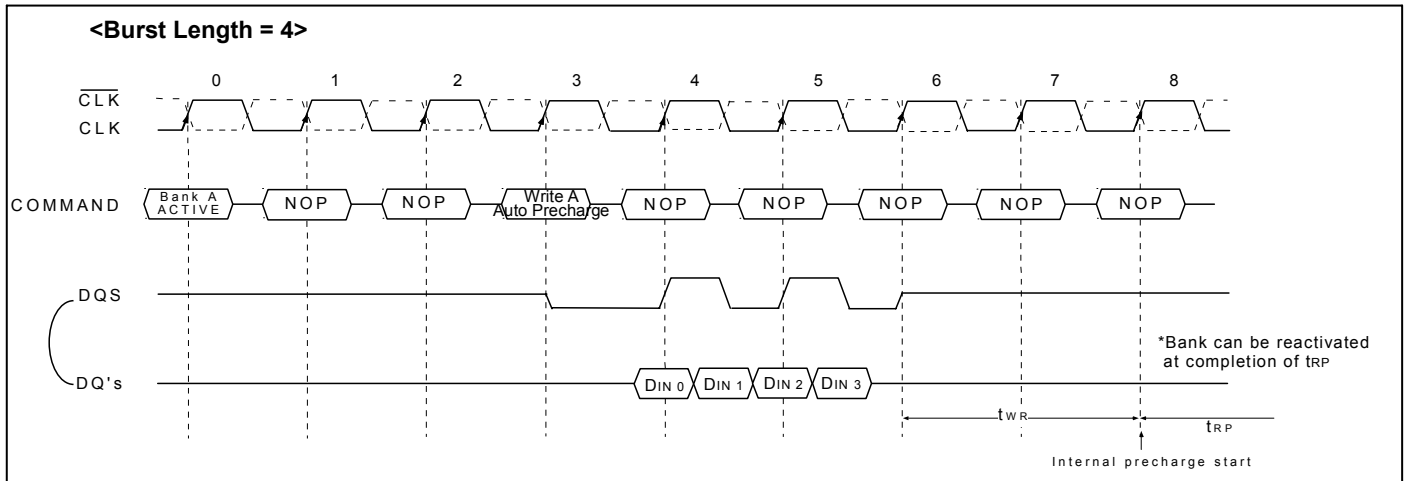 <Burst Length = 4>
0 1 2 3 4 5 6 7 8
CLK
CLK
COMMAND
Bank A ACTIVE
NOP
NOP
Write A Auto Precharge
NOP
NOP
NOP
NOP
NOP
DQS
*Bank can be reactivated
at completion of tRP
DQ's
DIN 0 DIN 1 DIN 2 DIN 3
tWR
tRP
Internal precharge start